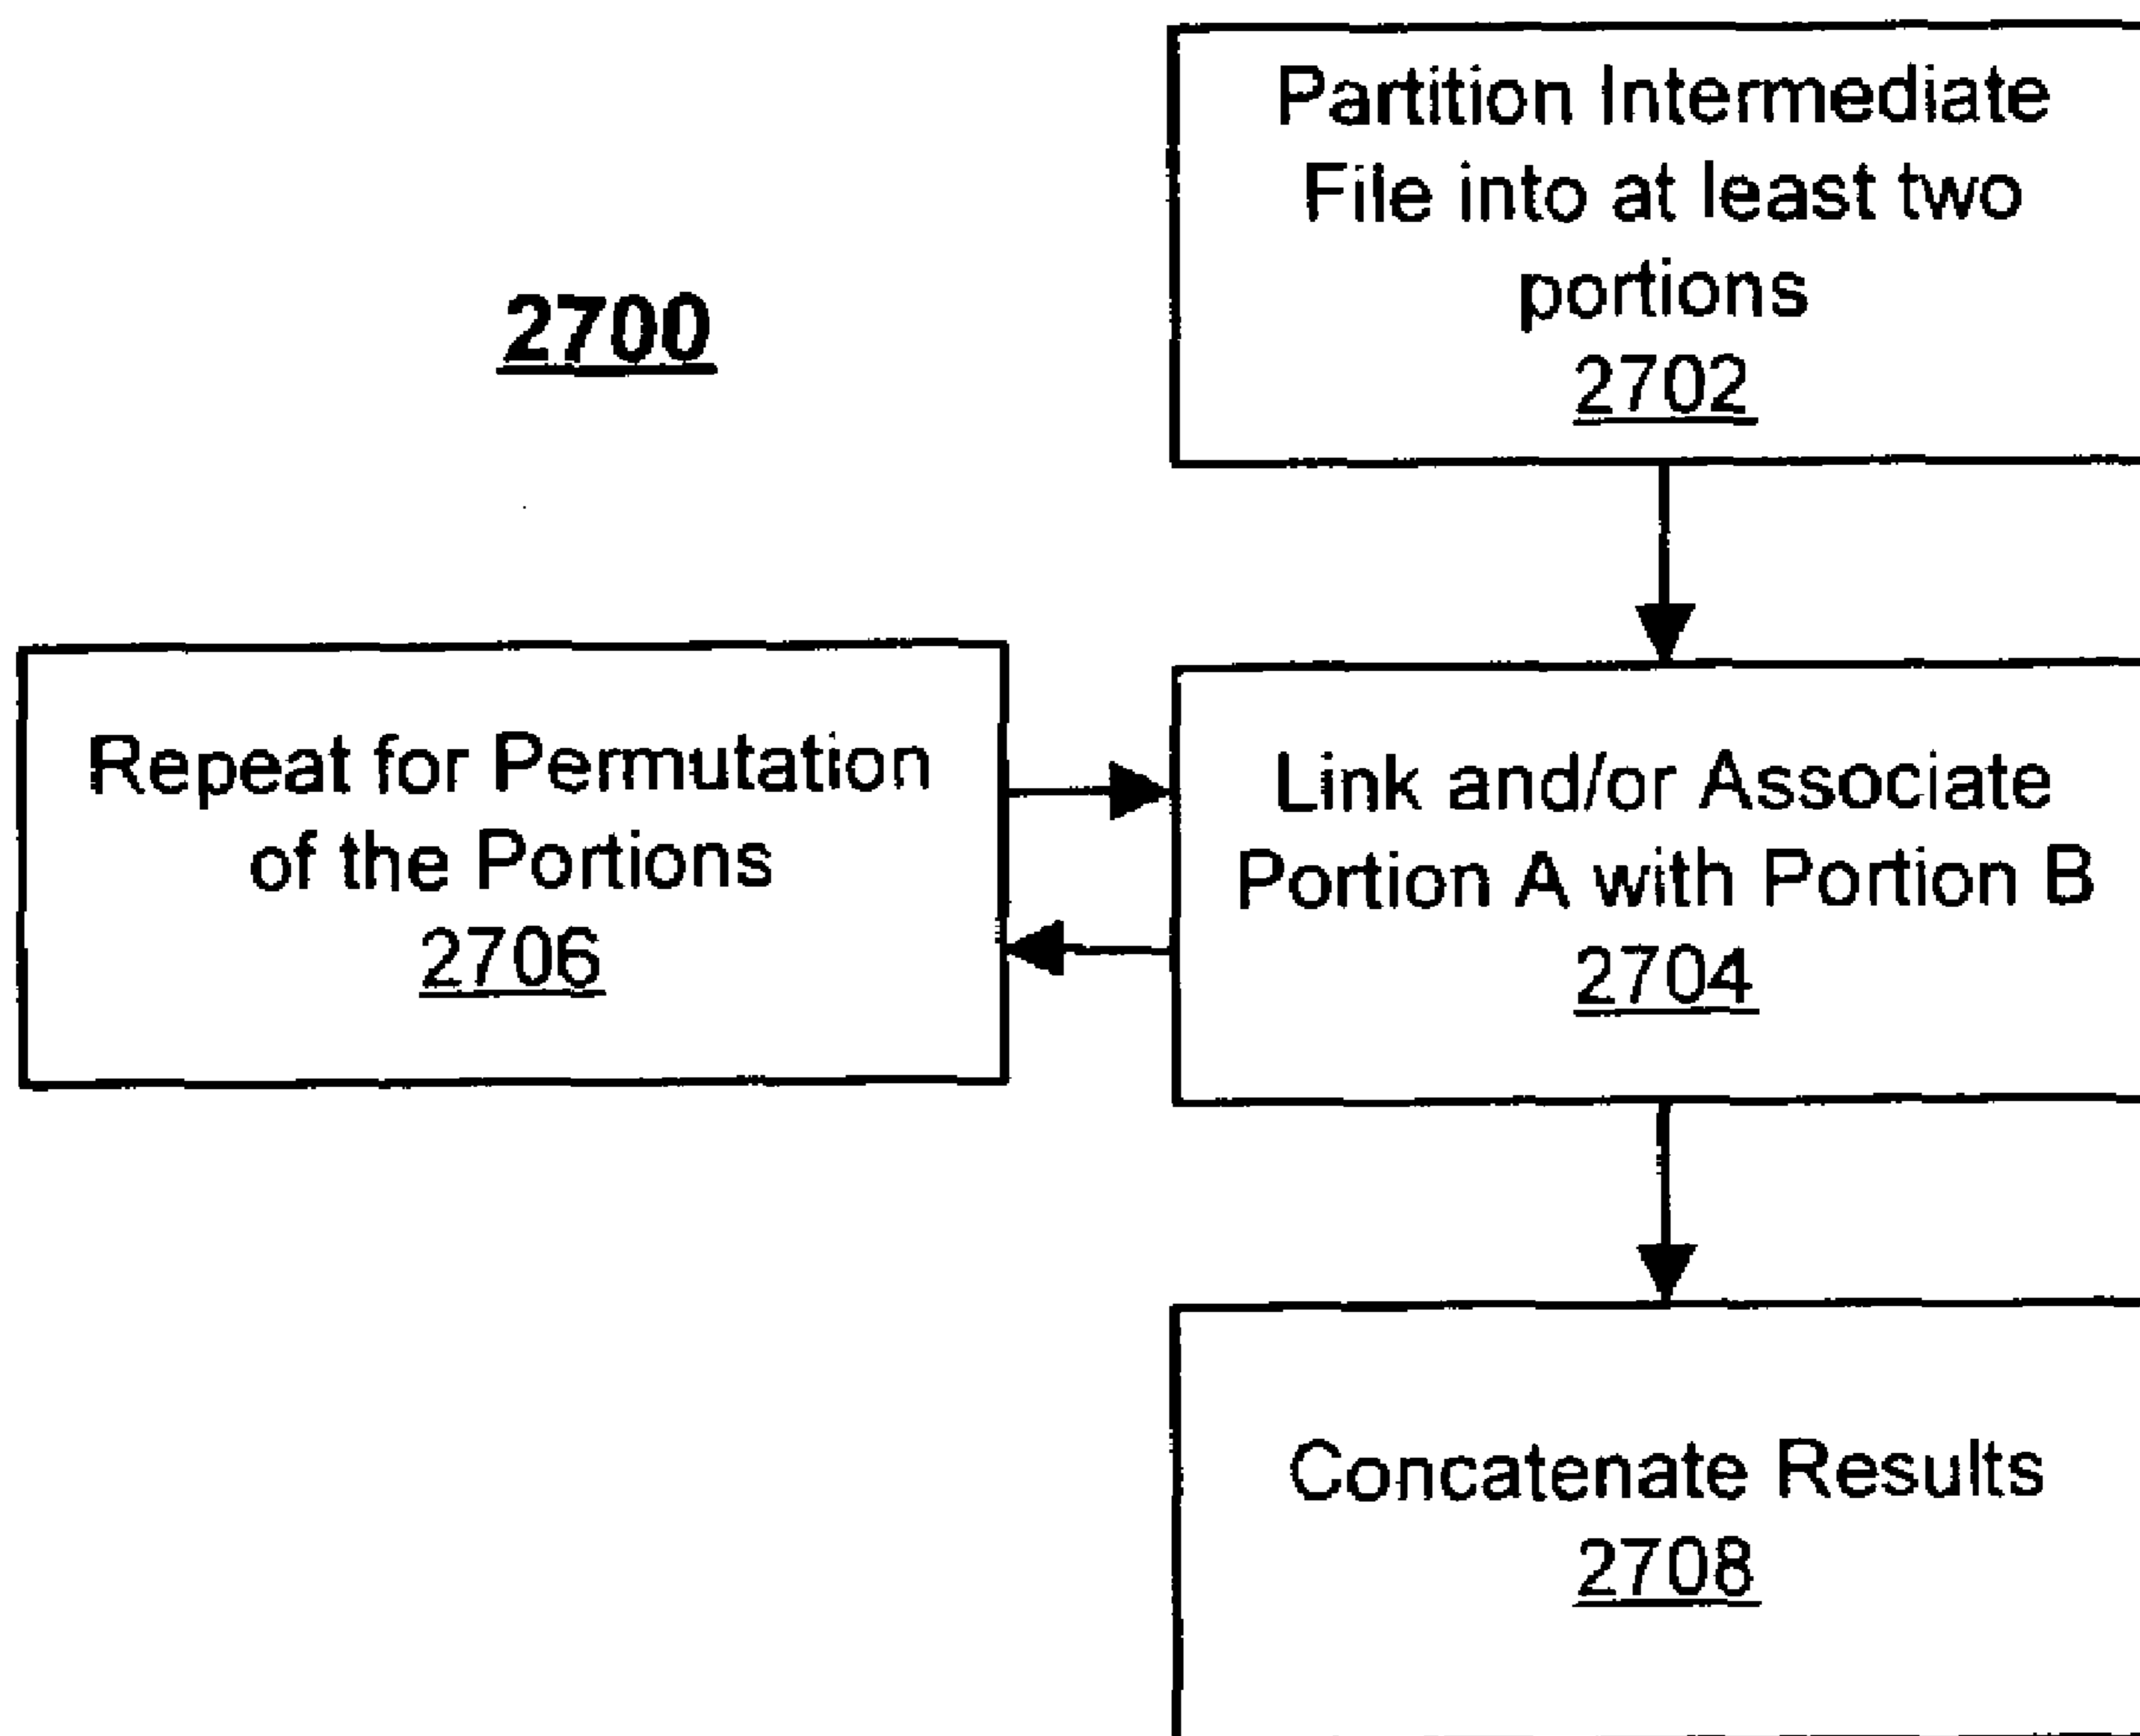 Partition Intermediate
File into at least two
portions
2702
2700
Repeat for Permutation
of the Portions
2706
Link and/or Associate
Portion A with Portion B
2704
Concatenate Results
2708